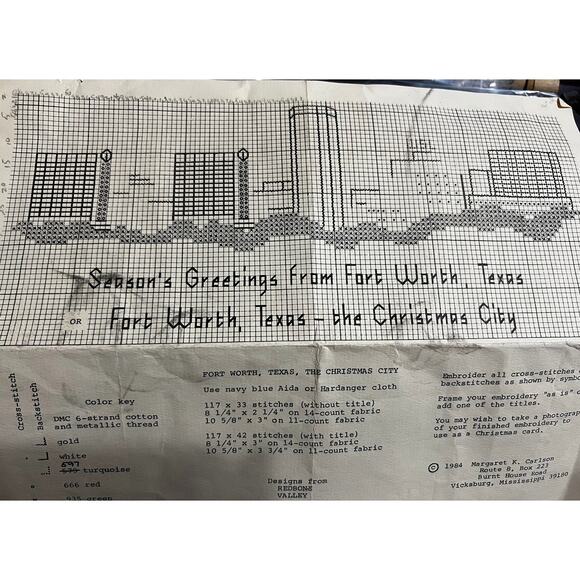 Season's Greetings from Fort Worth, Texas
OR
Fort Worth, Texas - the Christmas City
Cross-stitch
Backstitch
Color key
DMC 6-strand cotton
and metallic thread
gold
white
597
turquoise
666 red
935 green
FORT WORTH, TEXAS, THE CHRISTMAS CITY
Use navy blue Aida or Hardanger cloth
117 x 33 stitches (without title)
8 1/4" x 2 1/4" on 14-count fabric
10 5/8" x 3" on 11-count fabric
117 x 42 stitches (with title)
8 1/4" x 3" on 14-count fabric
10 5/8" x 3 3/4" on 11-count fabric
Designs from
REDBONE
VALLEY
Embroider all cross-stitches
backstitches as shown by symb
Frame your embroidery "as is"
add one of the titles.
You may wish to take a photograp
of your finished embroidery to
use as a Christmas card.
© 1984 Margaret K. Carlson
Route 8, Box 223
Burnt House Road
Vicksburg, Mississippi 39180